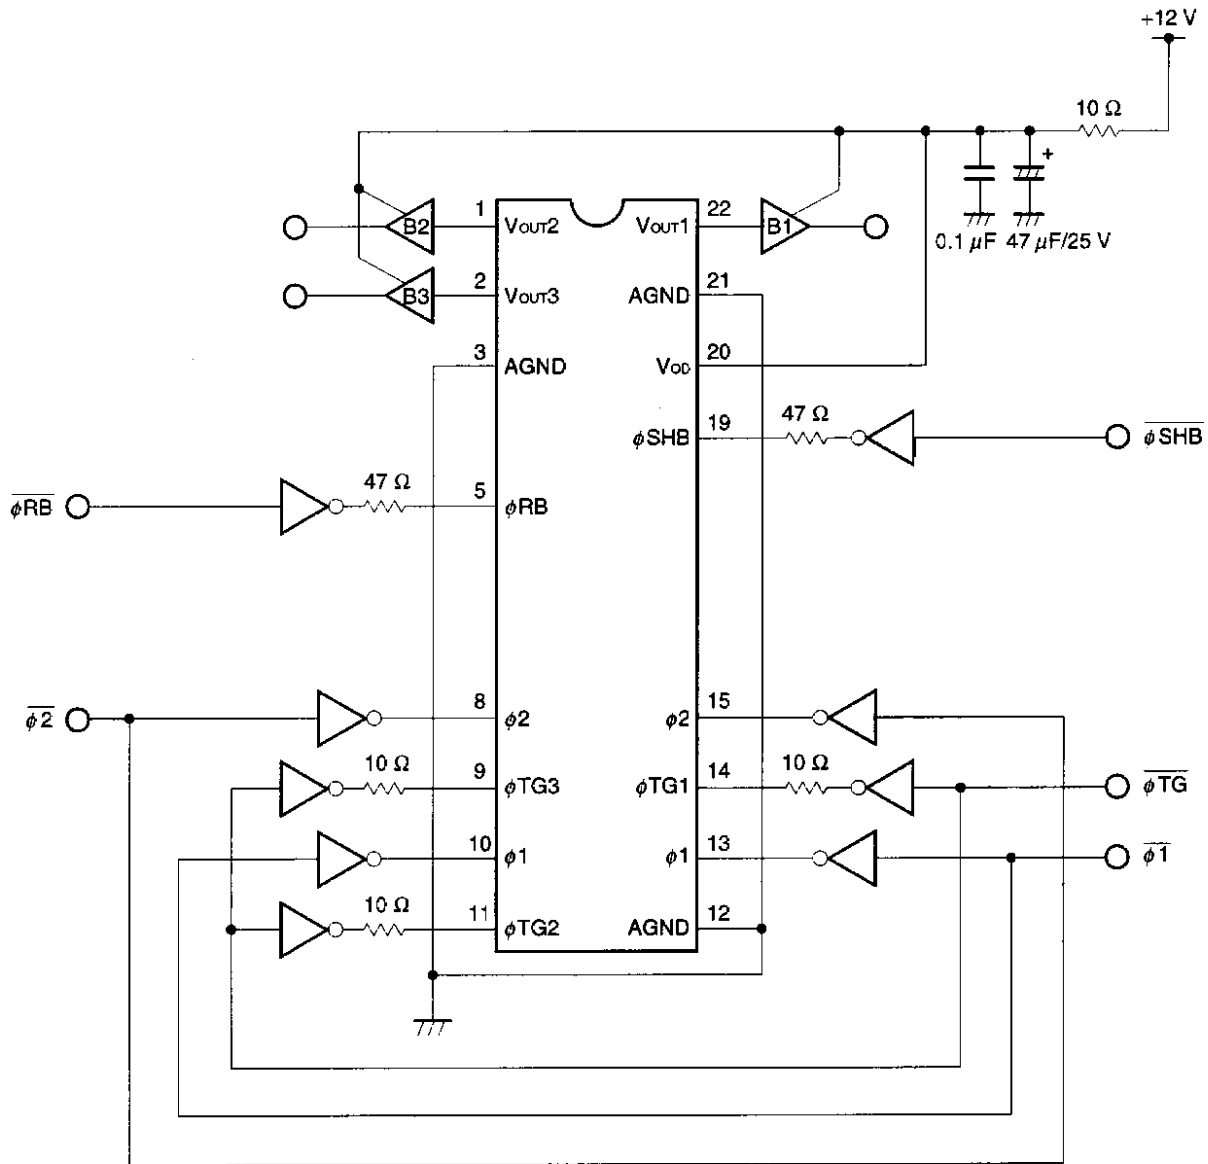 +12 V
10 Ω
+
0.1 μF 47 μF/25 V
B2 1 VOUT2 VOUT1 22 B1
B3 2 VOUT3 AGND 21
3 AGND VOD 20
φSHB 19 47 Ω φSHB
φRB 47 Ω 5 φRB
φ2 8 φ2 φ2 15
10 Ω 9 φTG3 φTG1 14 10 Ω φTG
10 φ1 φ1 13 φ1
10 Ω 11 φTG2 AGND 12